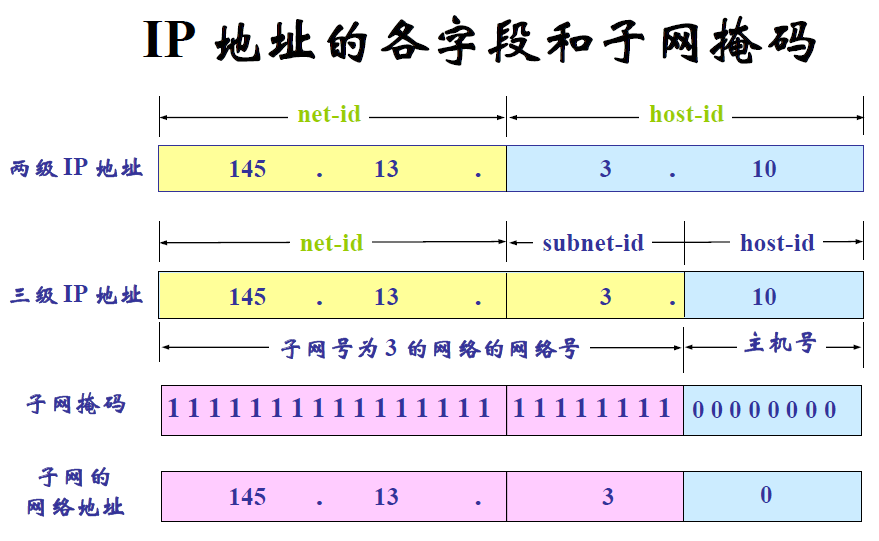 IP 地址的各字段和子网掩码
net-id host-id
两级 IP 地址 145 . 13 . 3 . 10
net-id subnet-id host-id
三级 IP 地址 145 . 13 . 3 . 10
子网号为 3 的网络的网络号 主机号
子网掩码 1 1 1 1 1 1 1 1 1 1 1 1 1 1 1 1 1 1 1 1 1 1 1 1 0 0 0 0 0 0 0 0
子网的
网络地址 145 . 13 . 3 0